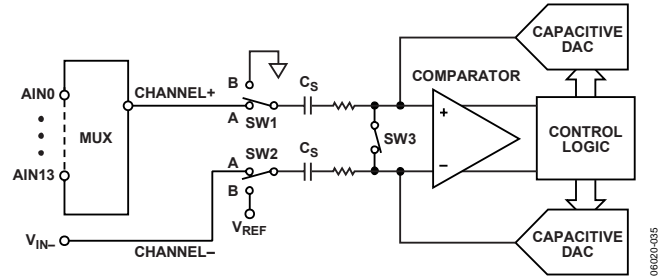 CAPACITIVE
DAC
B
CS
COMPARATOR
AIN0
CHANNEL+
A
SW1
+
MUX
SW3
CONTROL
LOGIC
A
SW2
CS
–
AIN13
B
VIN–
VREF
CHANNEL–
CAPACITIVE
DAC
06020-035